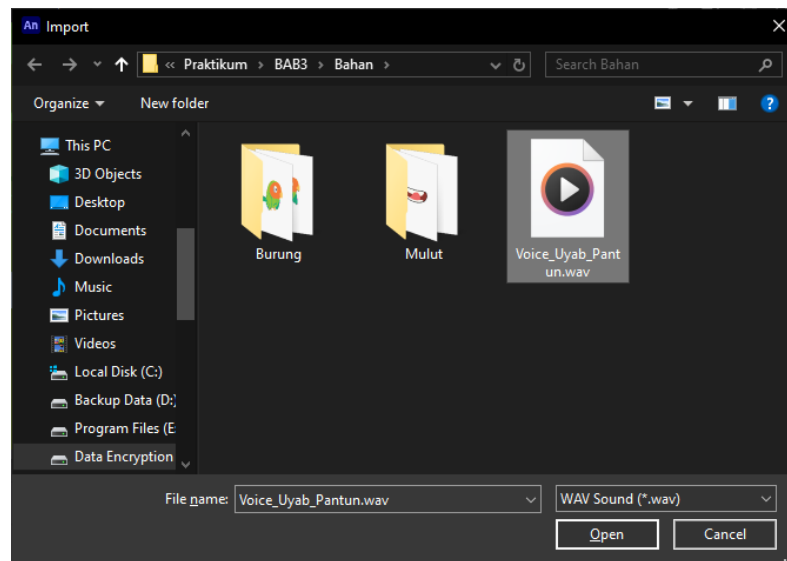 An Import
« Praktikum > BAB3 > Bahan >
Search Bahan
Organize
New folder
This PC
3D Objects
Desktop
Documents
Downloads
Music
Pictures
Videos
Local Disk (C:)
Backup Data (D:)
Program Files (E:
Data Encryption
Burung
Mulut
Voice_Uyab_Pant
un.wav
File name: Voice_Uyab_Pantun.wav
WAV Sound (*.wav)
Open
Cancel